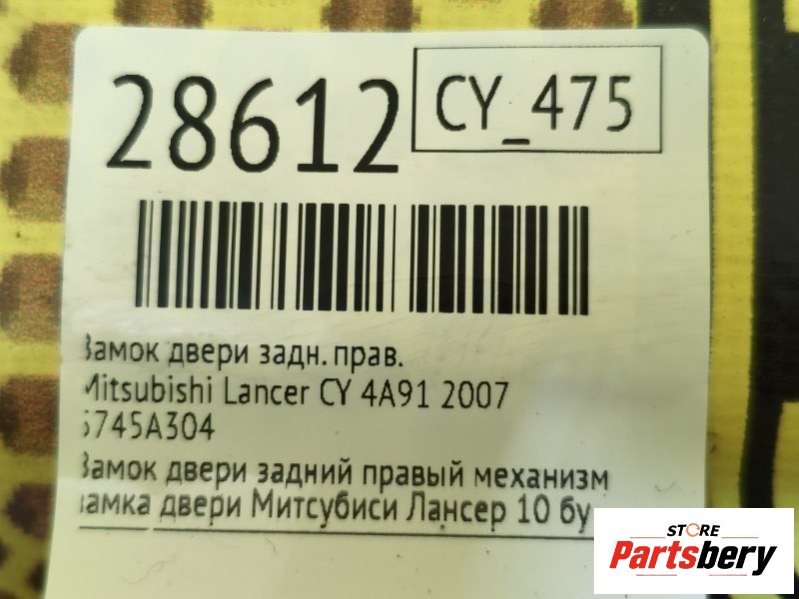 28612
CY_475
Замок двери задн. прав.
Mitsubishi Lancer CY 4A91 2007
5745A304
Замок двери задний правый механизм
замка двери Митсубиси Лансер 10 бу
STORE
Partsbery